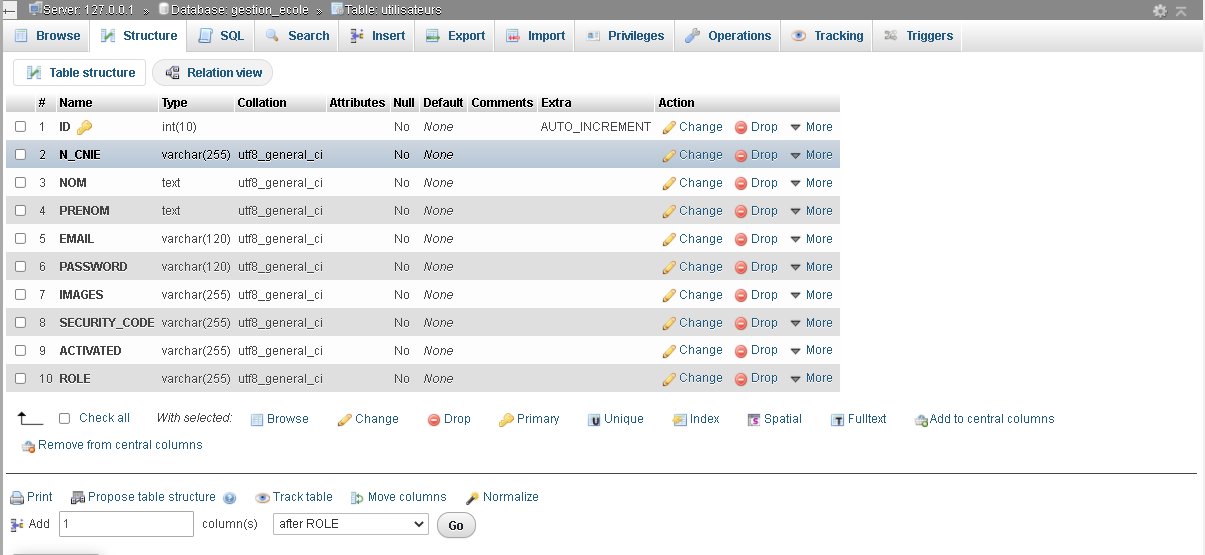 Server: 127.0.0.1 » Database: gestion_ecole » Table: utilisateurs
Browse Structure SQL Search Insert Export Import Privileges Operations Tracking Triggers
Table structure Relation view
# Name Type Collation Attributes Null Default Comments Extra Action
1 ID int(10) No None AUTO_INCREMENT Change Drop More
2 N_CNIE varchar(255) utf8_general_ci No None Change Drop More
3 NOM text utf8_general_ci No None Change Drop More
4 PRENOM text utf8_general_ci No None Change Drop More
5 EMAIL varchar(120) utf8_general_ci No None Change Drop More
6 PASSWORD varchar(120) utf8_general_ci No None Change Drop More
7 IMAGES varchar(255) utf8_general_ci No None Change Drop More
8 SECURITY_CODE varchar(255) utf8_general_ci No None Change Drop More
9 ACTIVATED varchar(255) utf8_general_ci No None Change Drop More
10 ROLE varchar(255) utf8_general_ci No None Change Drop More
Check all With selected: Browse Change Drop Primary Unique Index Spatial Fulltext Add to central columns
Remove from central columns
Print Propose table structure Track table Move columns Normalize
Add 1 column(s) after ROLE Go